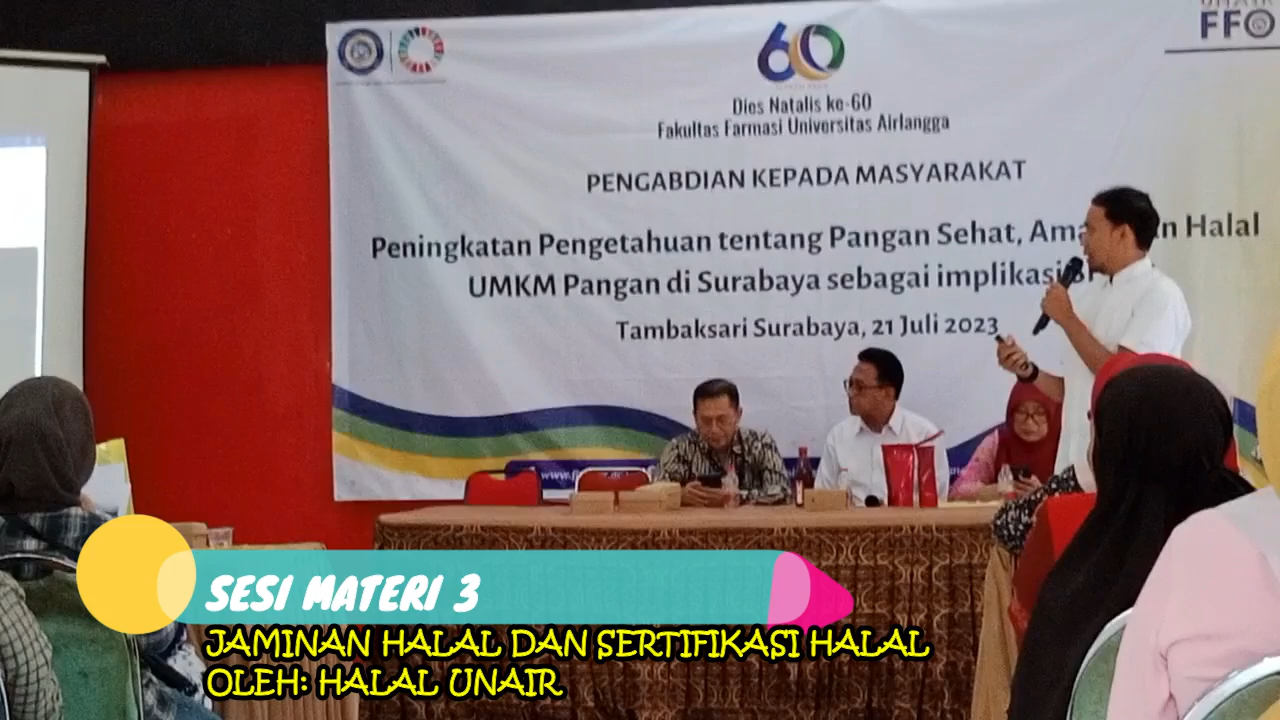 UNAIR
FFO
60
Dies Natalis ke-60
Fakultas Farmasi Universitas Airlangga
PENGABDIAN KEPADA MASYARAKAT
Peningkatan Pengetahuan tentang Pangan Sehat, Halal
UMKM Pangan di Surabaya sebagai implikasi
Tambaksari Surabaya, 21 Juli 2023
SESI MATERI 3
JAMINAN HALAL DAN SERTIFIKASI HALAL
OLEH: HALAL UNAIR